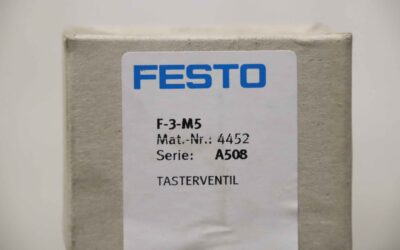 FESTO
F-3-M5
Mat.-Nr.: 4452
Serie: A508
TASTERVENTIL